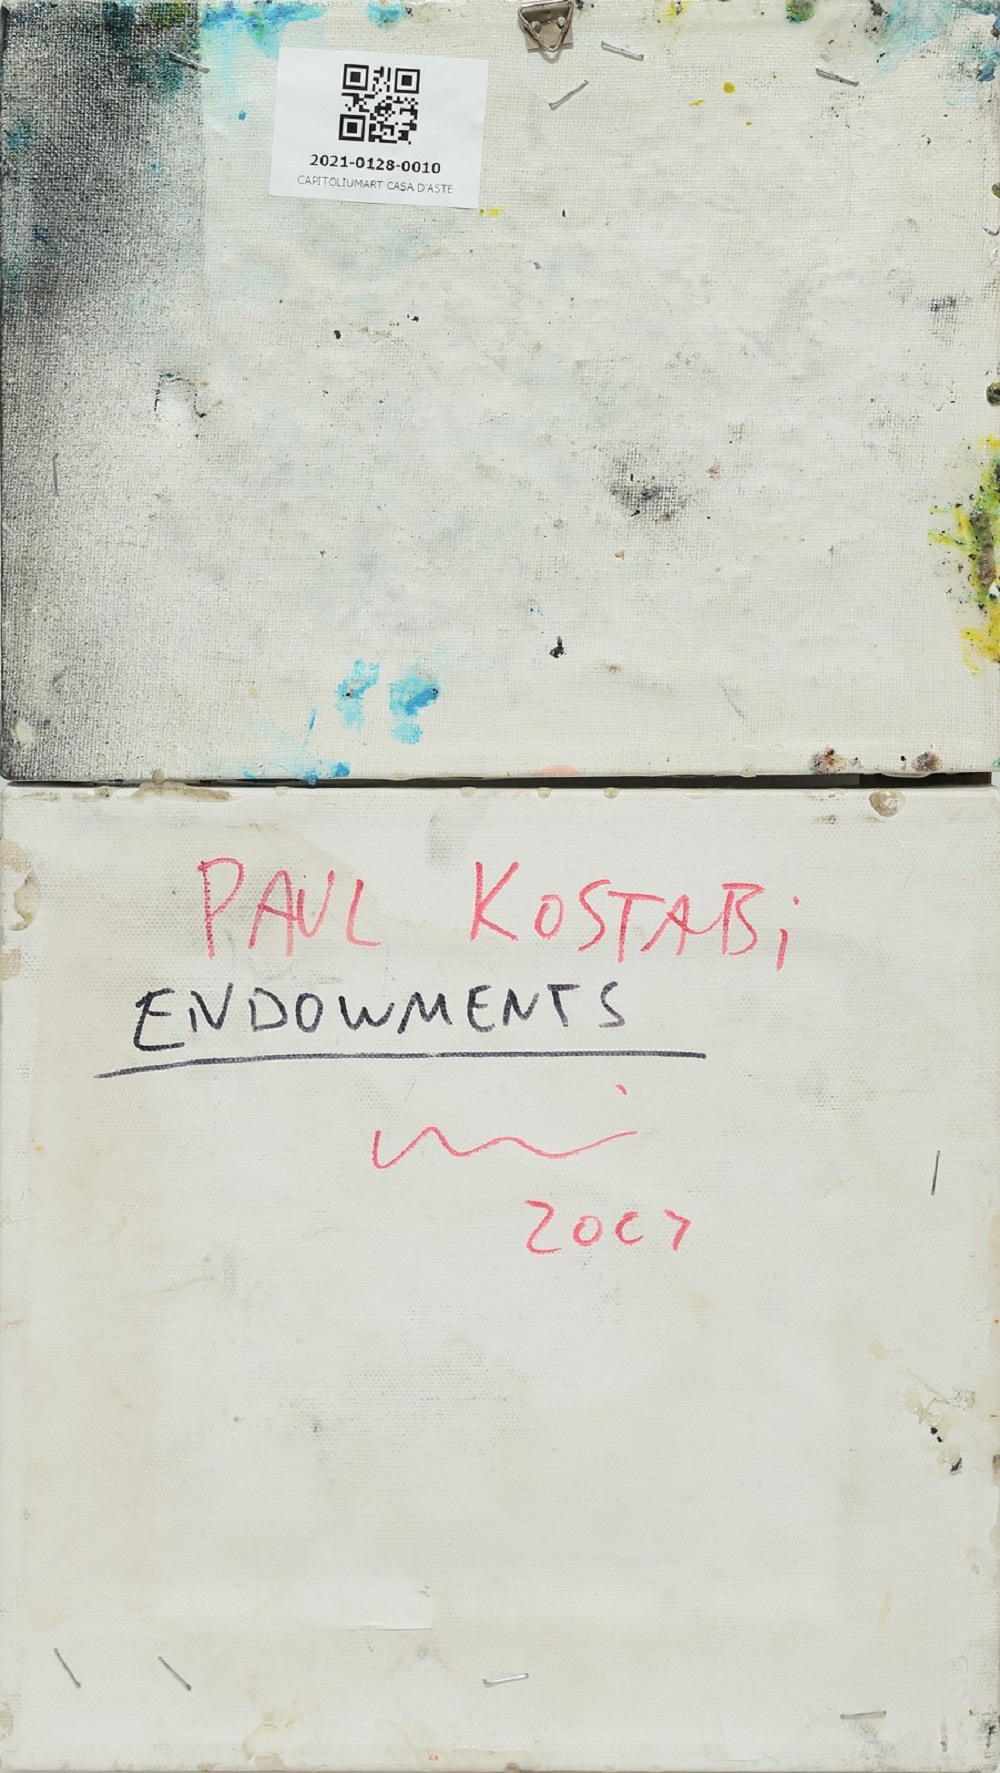 2021-0128-0010
CAPITOLIUMART CASA D'ASTE
PAUL KOSTABi
ENDOWMENTS
2007